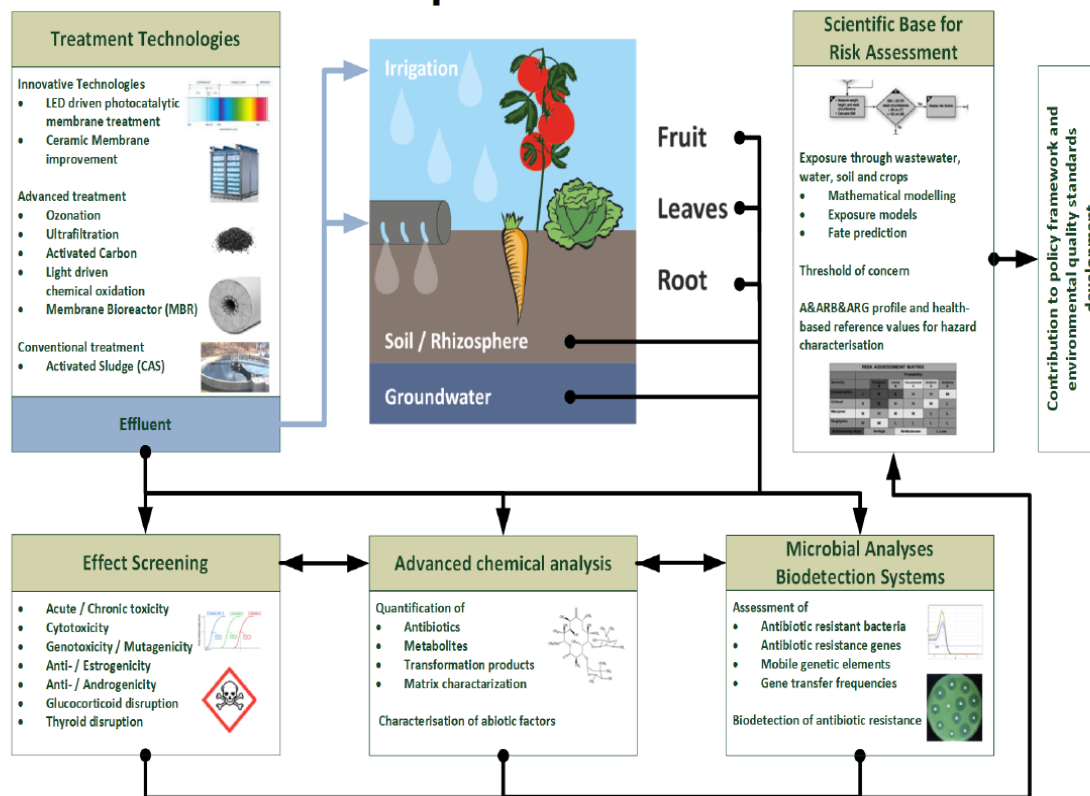 Treatment Technologies
Innovative Technologies
• LED driven photocatalytic
membrane treatment
• Ceramic Membrane
improvement
Advanced treatment
• Ozonation
• Ultrafiltration
• Activated Carbon
• Light driven
chemical oxidation
• Membrane Bioreactor (MBR)
Conventional treatment
• Activated Sludge (CAS)
Effluent
Irrigation
Soil / Rhizosphere
Groundwater
Fruit
Leaves
Root
Scientific Base for
Risk Assessment
Exposure through wastewater,
water, soil and crops
• Mathematical modelling
• Exposure models
• Fate prediction
Threshold of concern
A&ARB&ARG profile and health-
based reference values for hazard
characterisation
RISK ASSESSMENT MATRIX
Contribution to policy framework and
environmental quality standards
development
Effect Screening
• Acute / Chronic toxicity
• Cytotoxicity
• Genotoxicity / Mutagenicity
• Anti- / Estrogenicity
• Anti- / Androgenicity
• Glucocorticoid disruption
• Thyroid disruption
Advanced chemical analysis
Quantification of
• Antibiotics
• Metabolites
• Transformation products
• Matrix charactarization
Characterisation of abiotic factors
Microbial Analyses
Biodetection Systems
Assessment of
• Antibiotic resistant bacteria
• Antibiotic resistance genes
• Mobile genetic elements
• Gene transfer frequencies
Biodetection of antibiotic resistance